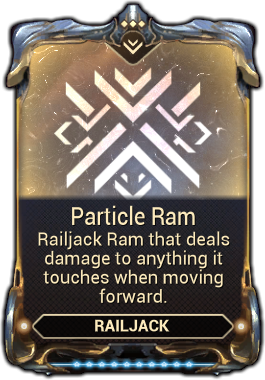 Particle Ram
Railjack Ram that deals
damage to anything it
touches when moving
forward.
RAILJACK